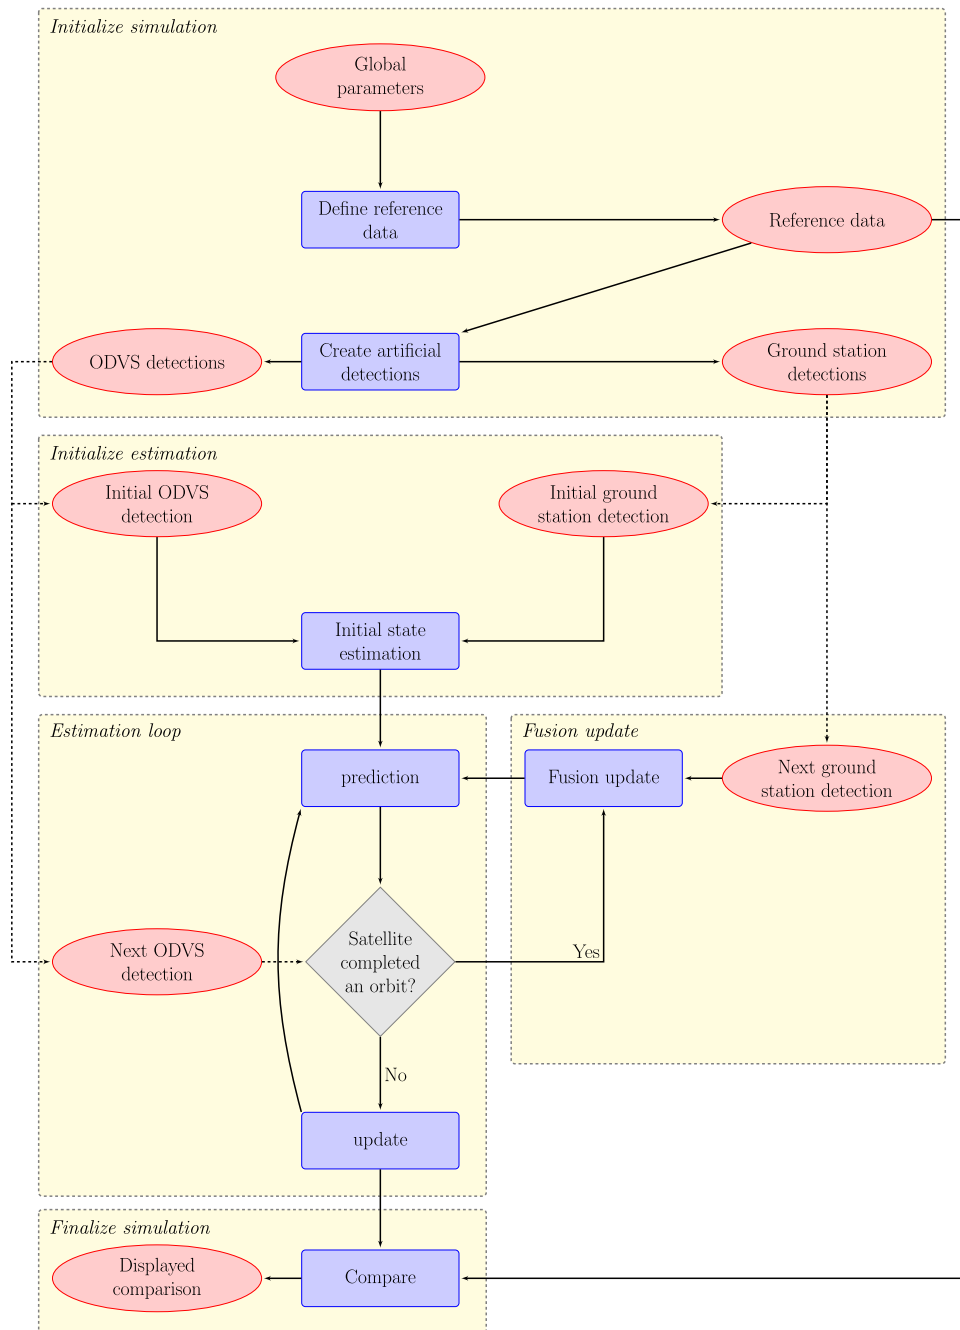 Initialize simulation
Global
parameters
Define reference
data
Reference data
ODVS detections
Create artificial
detections
Ground station
detections
Initialize estimation
Initial ODVS
detection
Initial ground
station detection
Initial state
estimation
Estimation loop
Fusion update
prediction
Fusion update
Next ground
station detection
Next ODVS
detection
Satellite
completed
an orbit?
Yes
No
update
Finalize simulation
Displayed
comparison
Compare